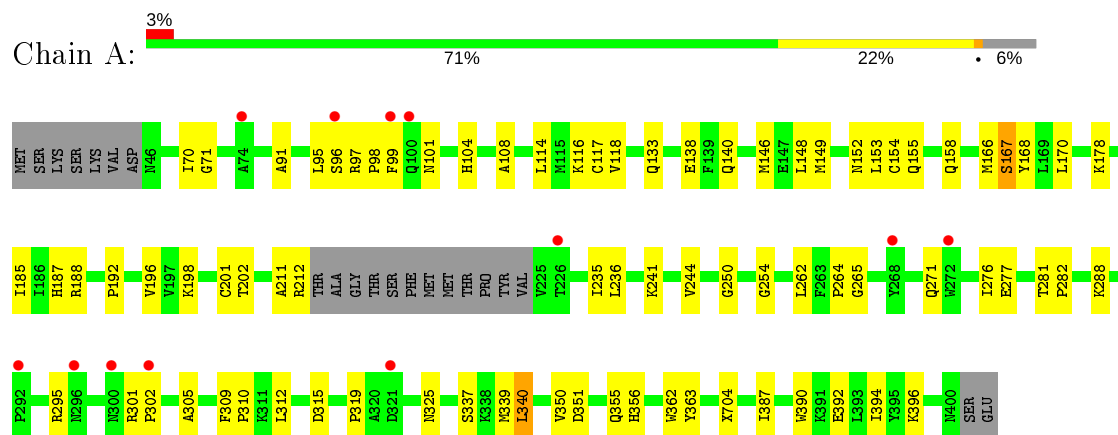 3%
Chain A:
71% 22% • 6%
MET SER LYS SER SER LYS VAL ASP N46 I70 G71 A74 A91 L95 S96 R97 P98 F99 Q100 N101 H104 A108 L114 M115 K116 C117 V118 Q133 E138 F139 Q140 M146 E147 L148 M149 N152 L153 C154 Q155 Q158 M166 S167 Y168 L169 L170 K178
I185 I186 H187 R188 P192 V196 V197 K198 C201 T202 A211 R212 THR ALA GLY THR SER PHE MET MET THR PRO TYR VAL V225 T226 I235 L236 K241 V244 G250 G254 L262 F263 P264 G265 Y268 Q271 W272 I276 E277 T281 P282 K288
P292 R295 N296 N300 R301 P302 A305 F309 P310 K311 L312 D315 P319 A320 D321 N325 S337 K338 M339 L340 V350 D351 Q355 H356 W362 Y363 X704 I387 W390 K391 E392 L393 I394 Y395 K396 N400 SER GLU